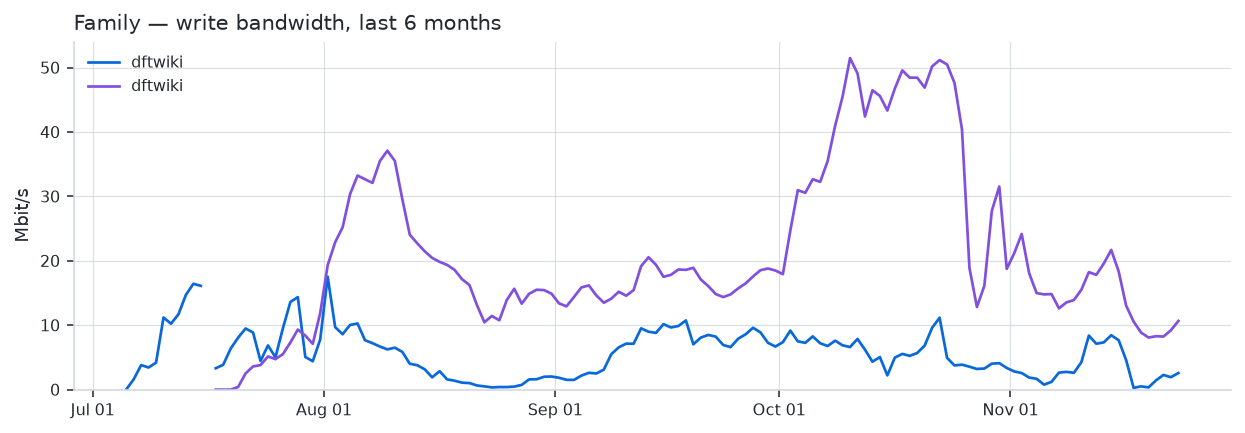 Family — write bandwidth, last 6 months
dftwiki
dftwiki
Mbit/s
50
40
30
20
10
0
Jul 01 Aug 01 Sep 01 Oct 01 Nov 01